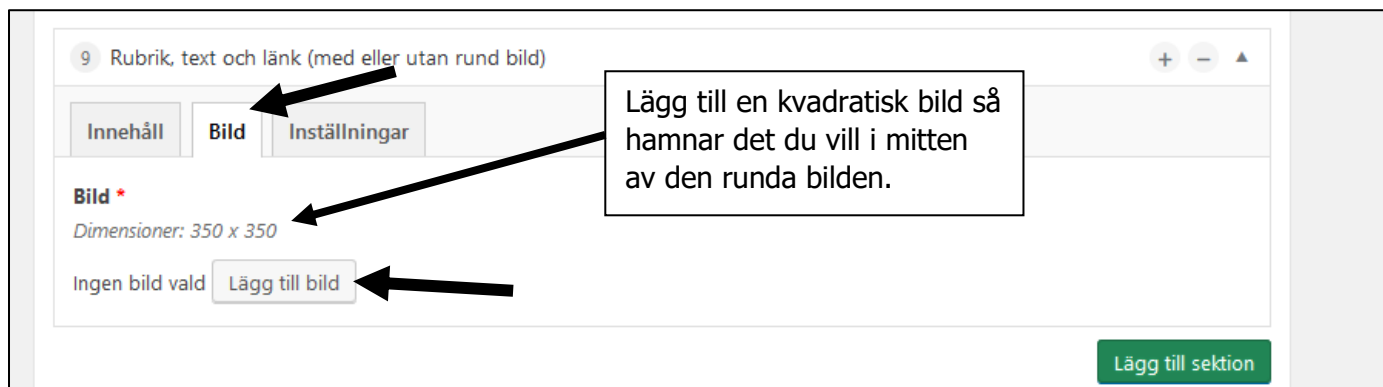 9 Rubrik, text och länk (med eller utan rund bild)
Innehåll Bild Inställningar
Lägg till en kvadratisk bild så
hamnar det du vill i mitten
av den runda bilden.
Bild *
Dimensioner: 350 x 350
Ingen bild vald Lägg till bild
Lägg till sektion